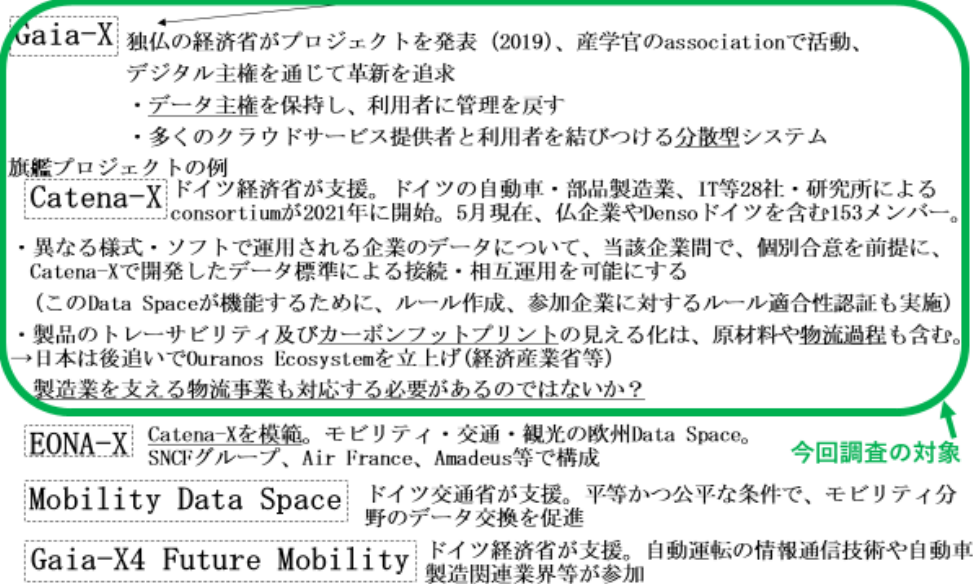 Gaia-X 独仏の経済省がプロジェクトを発表 (2019)、産学官のassociationで活動、
デジタル主権を通じて革新を追求
・データ主権を保持し、利用者に管理を戻す
・多くのクラウドサービス提供者と利用者を結びつける分散型システム
旗艦プロジェクトの例
Catena-X ドイツ経済省が支援。ドイツの自動車・部品製造業、IT等28社・研究所による
consortiumが2021年に開始。5月現在、仏企業やDensoドイツを含む153メンバー。
・異なる様式・ソフトで運用される企業のデータについて、当該企業間で、個別合意を前提に、
Catena-Xで開発したデータ標準による接続・相互運用を可能にする
(このData Spaceが機能するために、ルール作成、参加企業に対するルール適合性認証も実施)
・製品のトレーサビリティ及びカーボンフットプリントの見える化は、原材料や物流過程も含む。
→日本は後追いでOuranos Ecosystemを立上げ(経済産業省等)
製造業を支える物流事業も対応する必要があるのではないか?
EONA-X Catena-Xを模範。モビリティ・交通・観光の欧州Data Space。
SNCFグループ、Air France、Amadeus等で構成
今回調査の対象
Mobility Data Space ドイツ交通省が支援。平等かつ公平な条件で、モビリティ分
野のデータ交換を促進
Gaia-X4 Future Mobility ドイツ経済省が支援。自動運転の情報通信技術や自動車
製造関連業界等が参加